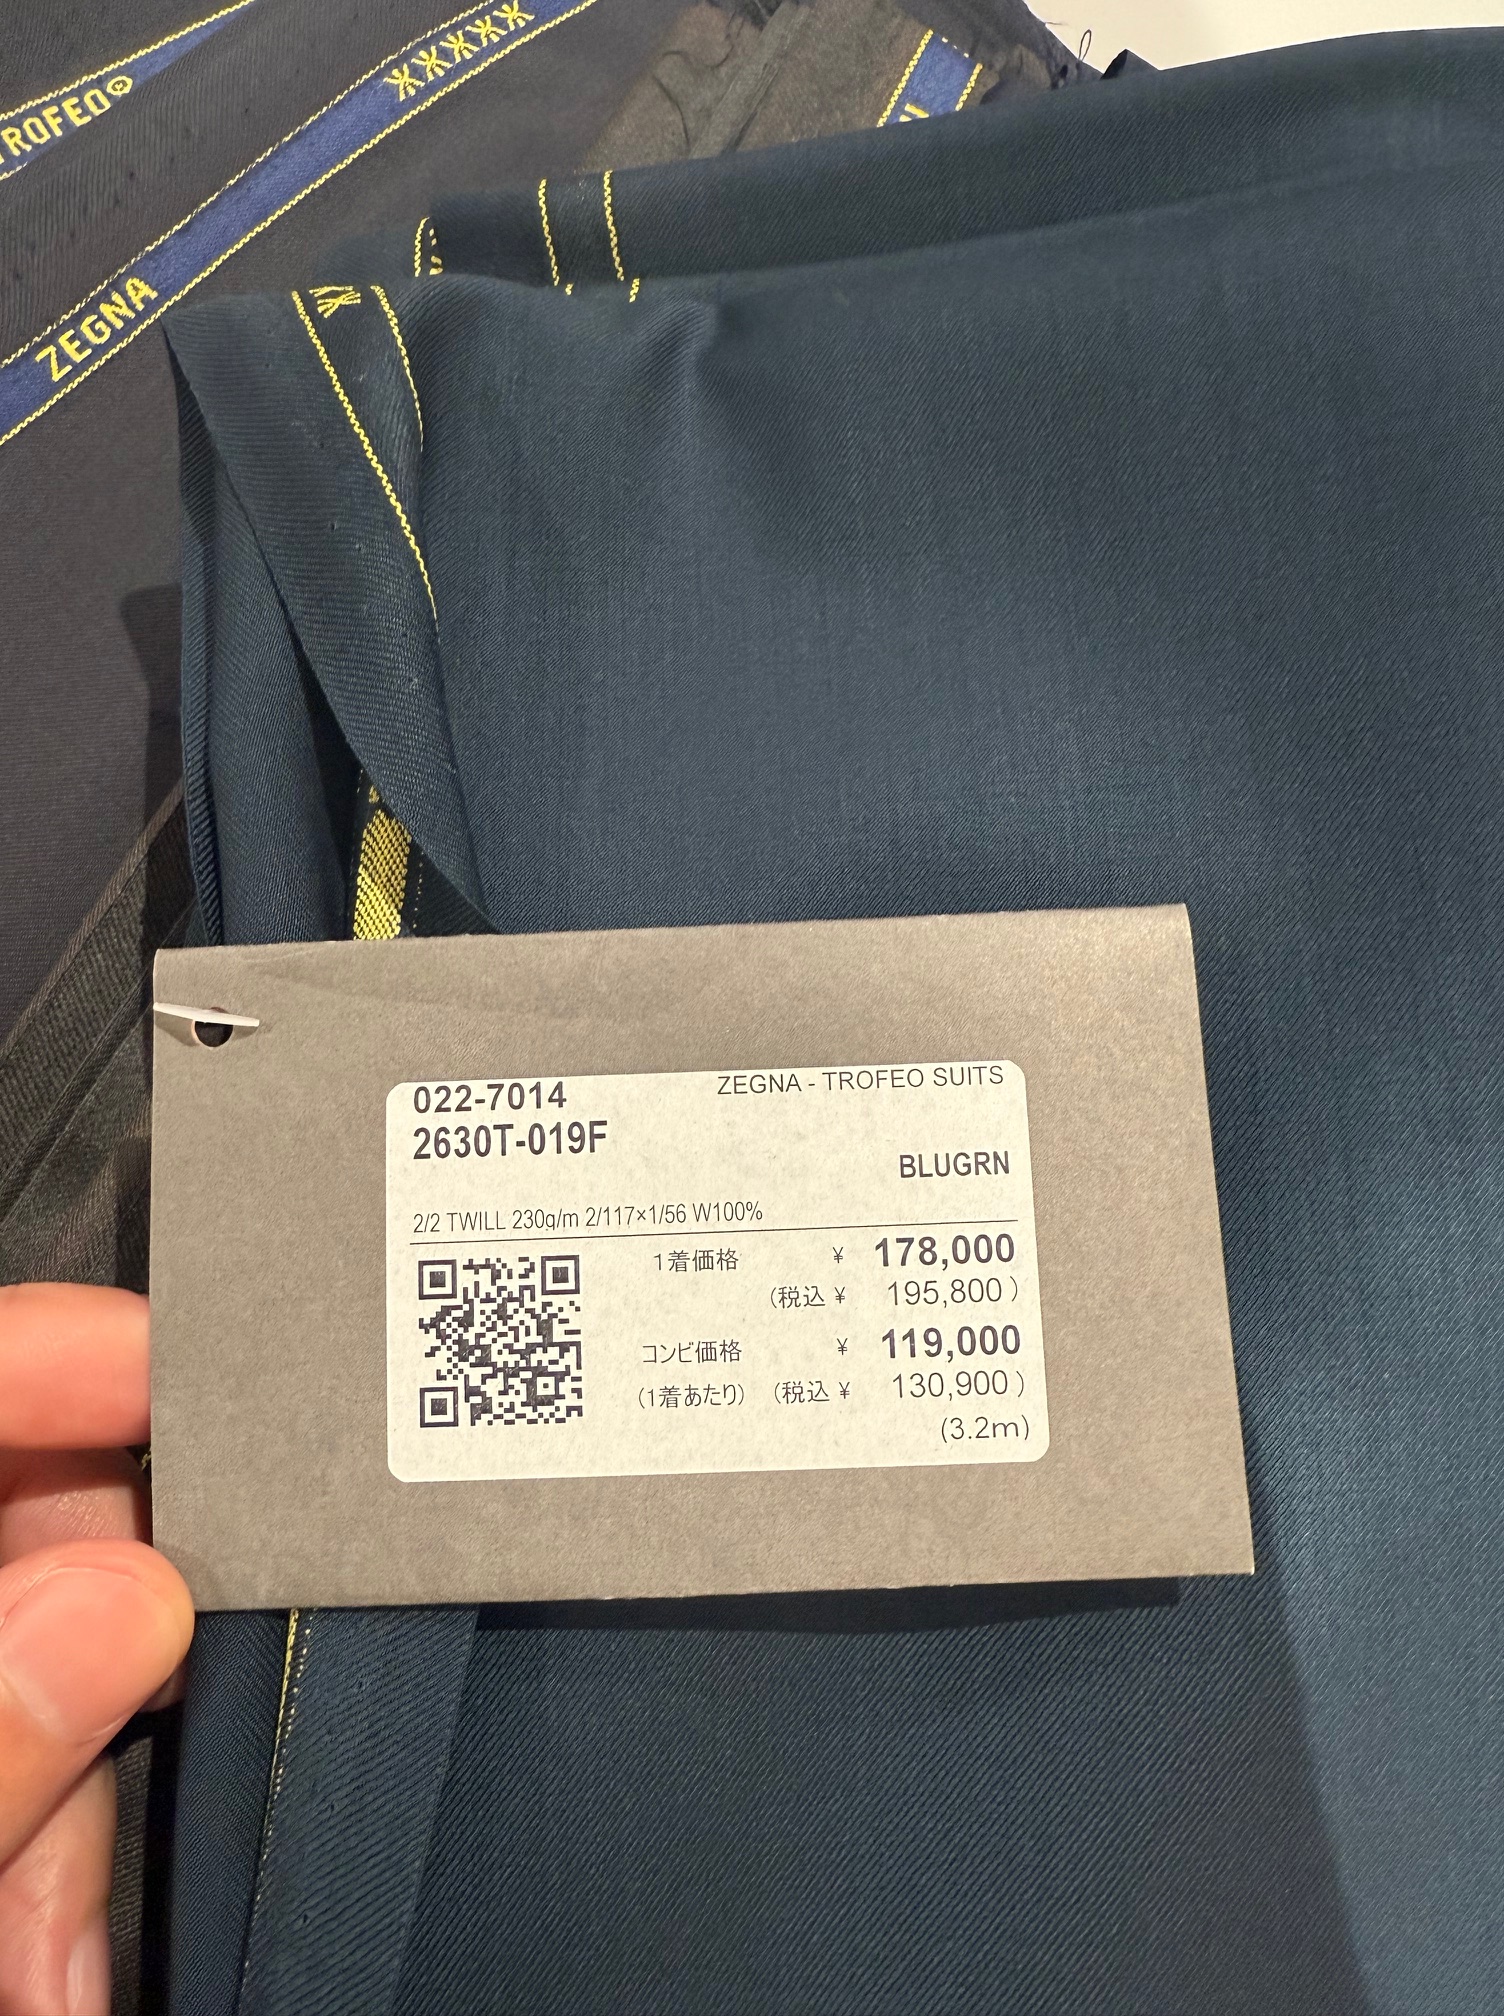 TROFEO®
ZEGNA
022-7014
ZEGNA - TROFEO SUITS
2630T-019F
BLUGRN
2/2 TWILL 230g/m 2/117×1/56 W100%
1着価格 ¥ 178,000
(税込 ¥ 195,800)
コンビ価格 ¥ 119,000
(1着あたり) (税込 ¥ 130,900)
(3.2m)